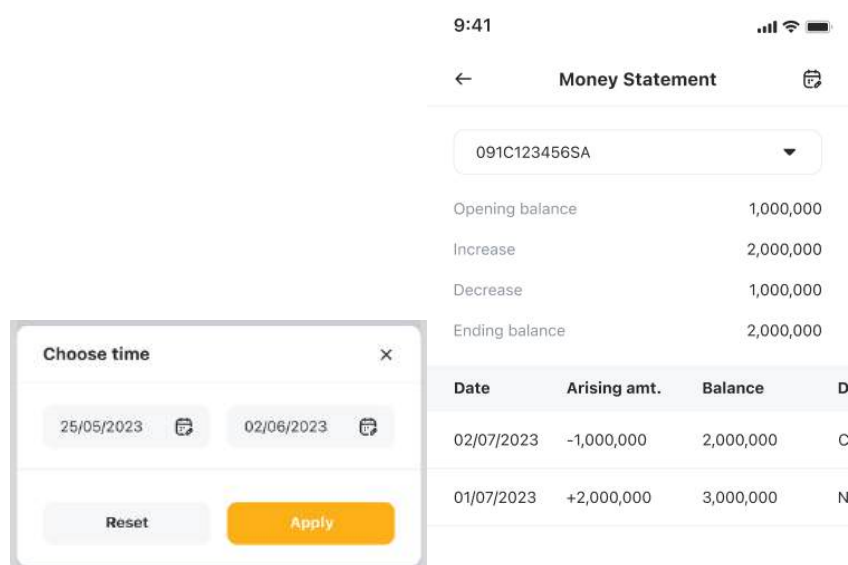 Choose time
25/05/2023 02/06/2023
Reset Apply
9:41
Money Statement
091C123456SA
Opening balance 1,000,000
Increase 2,000,000
Decrease 1,000,000
Ending balance 2,000,000
Date Arising amt. Balance D
02/07/2023 -1,000,000 2,000,000 C
01/07/2023 +2,000,000 3,000,000 N